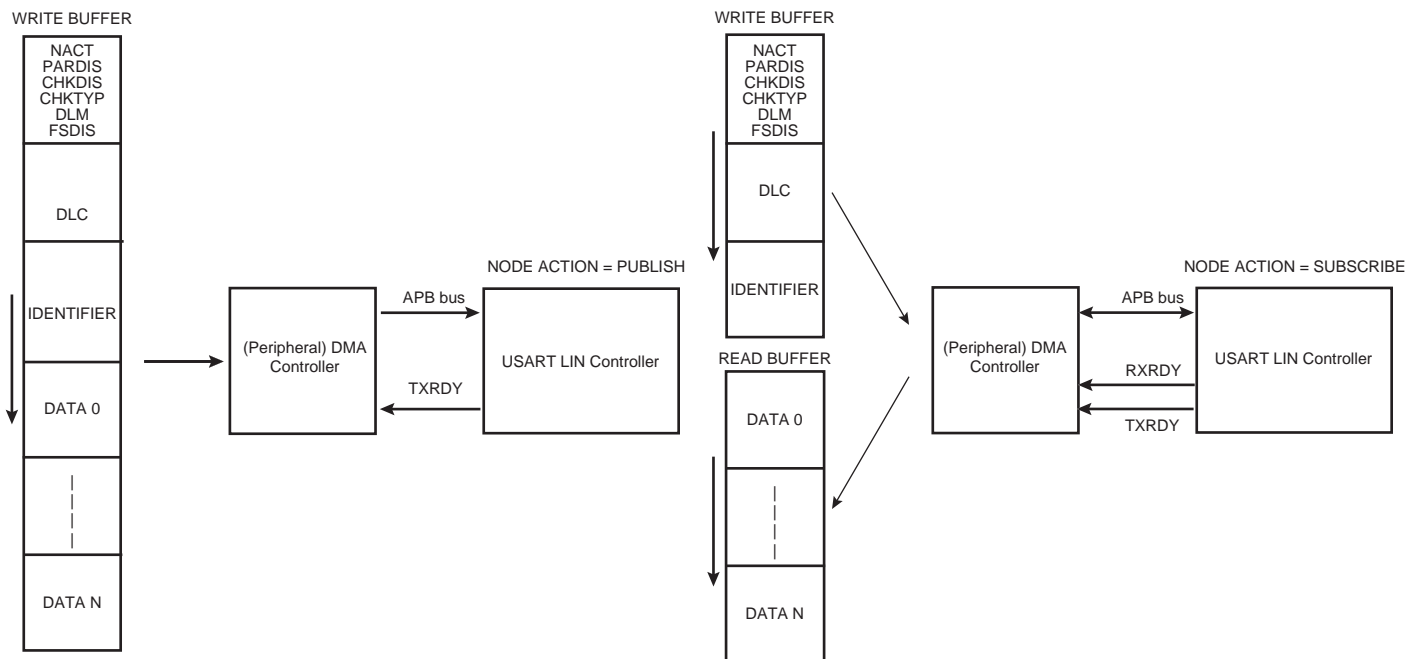 WRITE BUFFER
NACT
PARDIS
CHKDIS
CHKTYP
DLM
FSDIS
DLC
IDENTIFIER
DATA 0
DATA N
(Peripheral) DMA
Controller
APB bus
TXRDY
NODE ACTION = PUBLISH
USART LIN Controller
WRITE BUFFER
NACT
PARDIS
CHKDIS
CHKTYP
DLM
FSDIS
DLC
IDENTIFIER
READ BUFFER
DATA 0
DATA N
(Peripheral) DMA
Controller
APB bus
RXRDY
TXRDY
NODE ACTION = SUBSCRIBE
USART LIN Controller